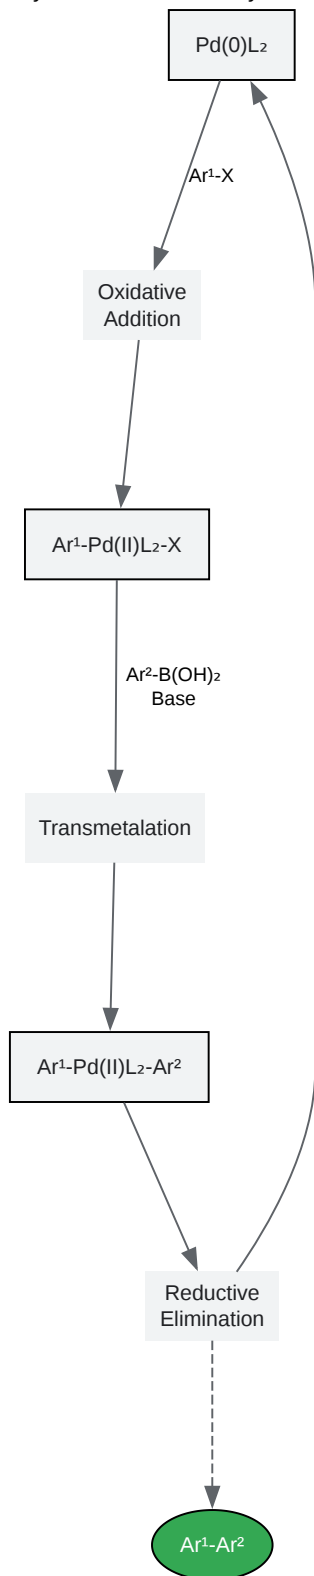 Pd(0)L₂
Ar¹-X
Oxidative
Addition
Ar¹-Pd(II)L₂-X
Ar²-B(OH)₂
Base
Transmetalation
Ar¹-Pd(II)L₂-Ar²
Reductive
Elimination
Ar¹-Ar²